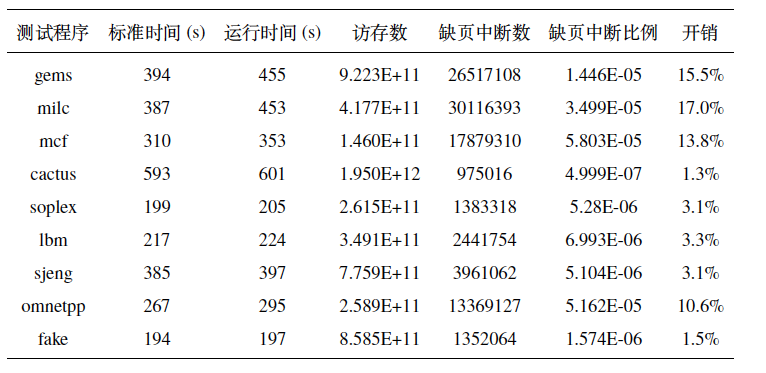 测试程序 标准时间 (s) 运行时间 (s) 访存数 缺页中断数 缺页中断比例 开销
gems 394 455 9.223E+11 26517108 1.446E-05 15.5%
milc 387 453 4.177E+11 30116393 3.499E-05 17.0%
mcf 310 353 1.460E+11 17879310 5.803E-05 13.8%
cactus 593 601 1.950E+12 975016 4.999E-07 1.3%
soplex 199 205 2.615E+11 1383318 5.28E-06 3.1%
lbm 217 224 3.491E+11 2441754 6.993E-06 3.3%
sjeng 385 397 7.759E+11 3961062 5.104E-06 3.1%
omnetpp 267 295 2.589E+11 13369127 5.162E-05 10.6%
fake 194 197 8.585E+11 1352064 1.574E-06 1.5%